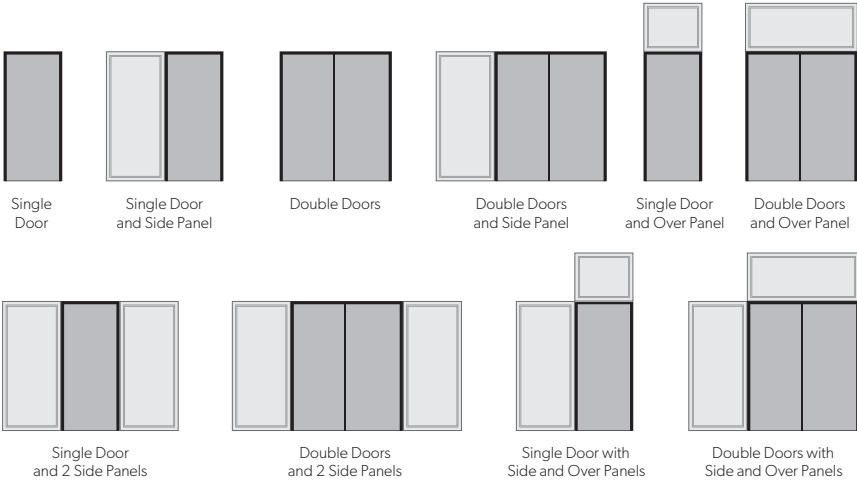 Single
Door
Single Door
and Side Panel
Double Doors
Double Doors
and Side Panel
Single Door
and Over Panel
Double Doors
and Over Panel
Single Door
and 2 Side Panels
Double Doors
and 2 Side Panels
Single Door with
Side and Over Panels
Double Doors with
Side and Over Panels